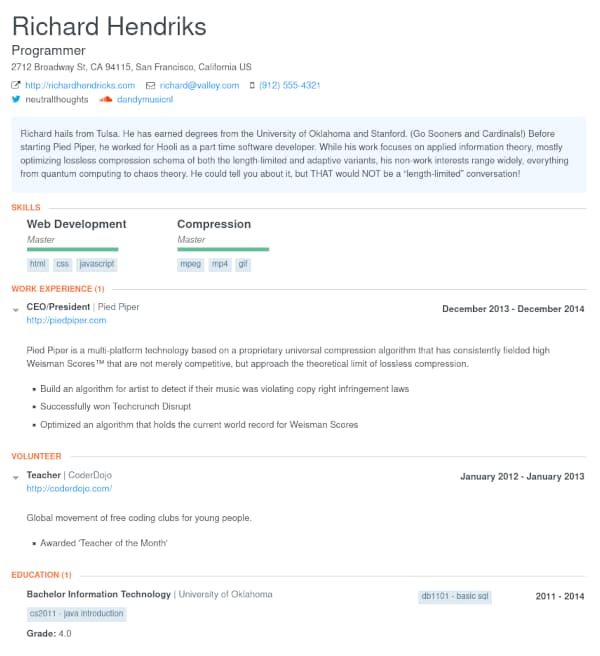 Richard Hendriks
Programmer
2712 Broadway St, CA 94115, San Francisco, California US
http://richardhendricks.com richard@valley.com (912) 555-4321
neutralthoughts dandymusicnl
Richard hails from Tulsa. He has earned degrees from the University of Oklahoma and Stanford. (Go Sooners and Cardinals!) Before
starting Pied Piper, he worked for Hooli as a part time software developer. While his work focuses on applied information theory, mostly
optimizing lossless compression schema of both the length-limited and adaptive variants, his non-work interests range widely, everything
from quantum computing to chaos theory. He could tell you about it, but THAT would NOT be a “length-limited” conversation!
SKILLS
Web Development Compression
Master Master
html css javascript mpeg mp4 gif
WORK EXPERIENCE (1)
CEO/President | Pied Piper December 2013 - December 2014
http://piedpiper.com
Pied Piper is a multi-platform technology based on a proprietary universal compression algorithm that has consistently fielded high
Weisman Scores™ that are not merely competitive, but approach the theoretical limit of lossless compression.
Build an algorithm for artist to detect if their music was violating copy right infringement laws
Successfully won Techcrunch Disrupt
Optimized an algorithm that holds the current world record for Weisman Scores
VOLUNTEER
Teacher | CoderDojo January 2012 - January 2013
http://coderdojo.com/
Global movement of free coding clubs for young people.
Awarded 'Teacher of the Month'
EDUCATION (1)
Bachelor Information Technology | University of Oklahoma db1101 - basic sql 2011 - 2014
cs2011 - java introduction
Grade: 4.0